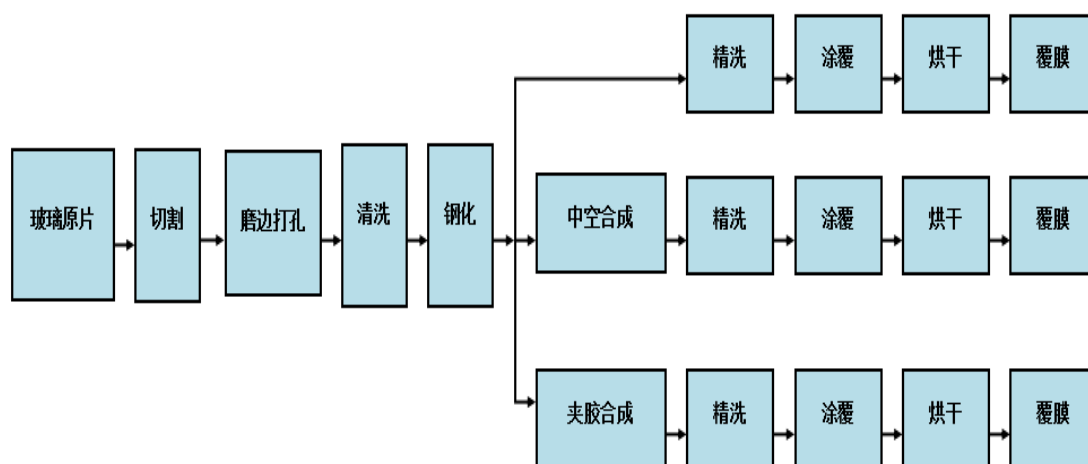 精洗
涂覆
烘干
覆膜
玻璃原片
切割
磨边打孔
清洗
钢化
中空合成
精洗
涂覆
烘干
覆膜
夹胶合成
精洗
涂覆
烘干
覆膜